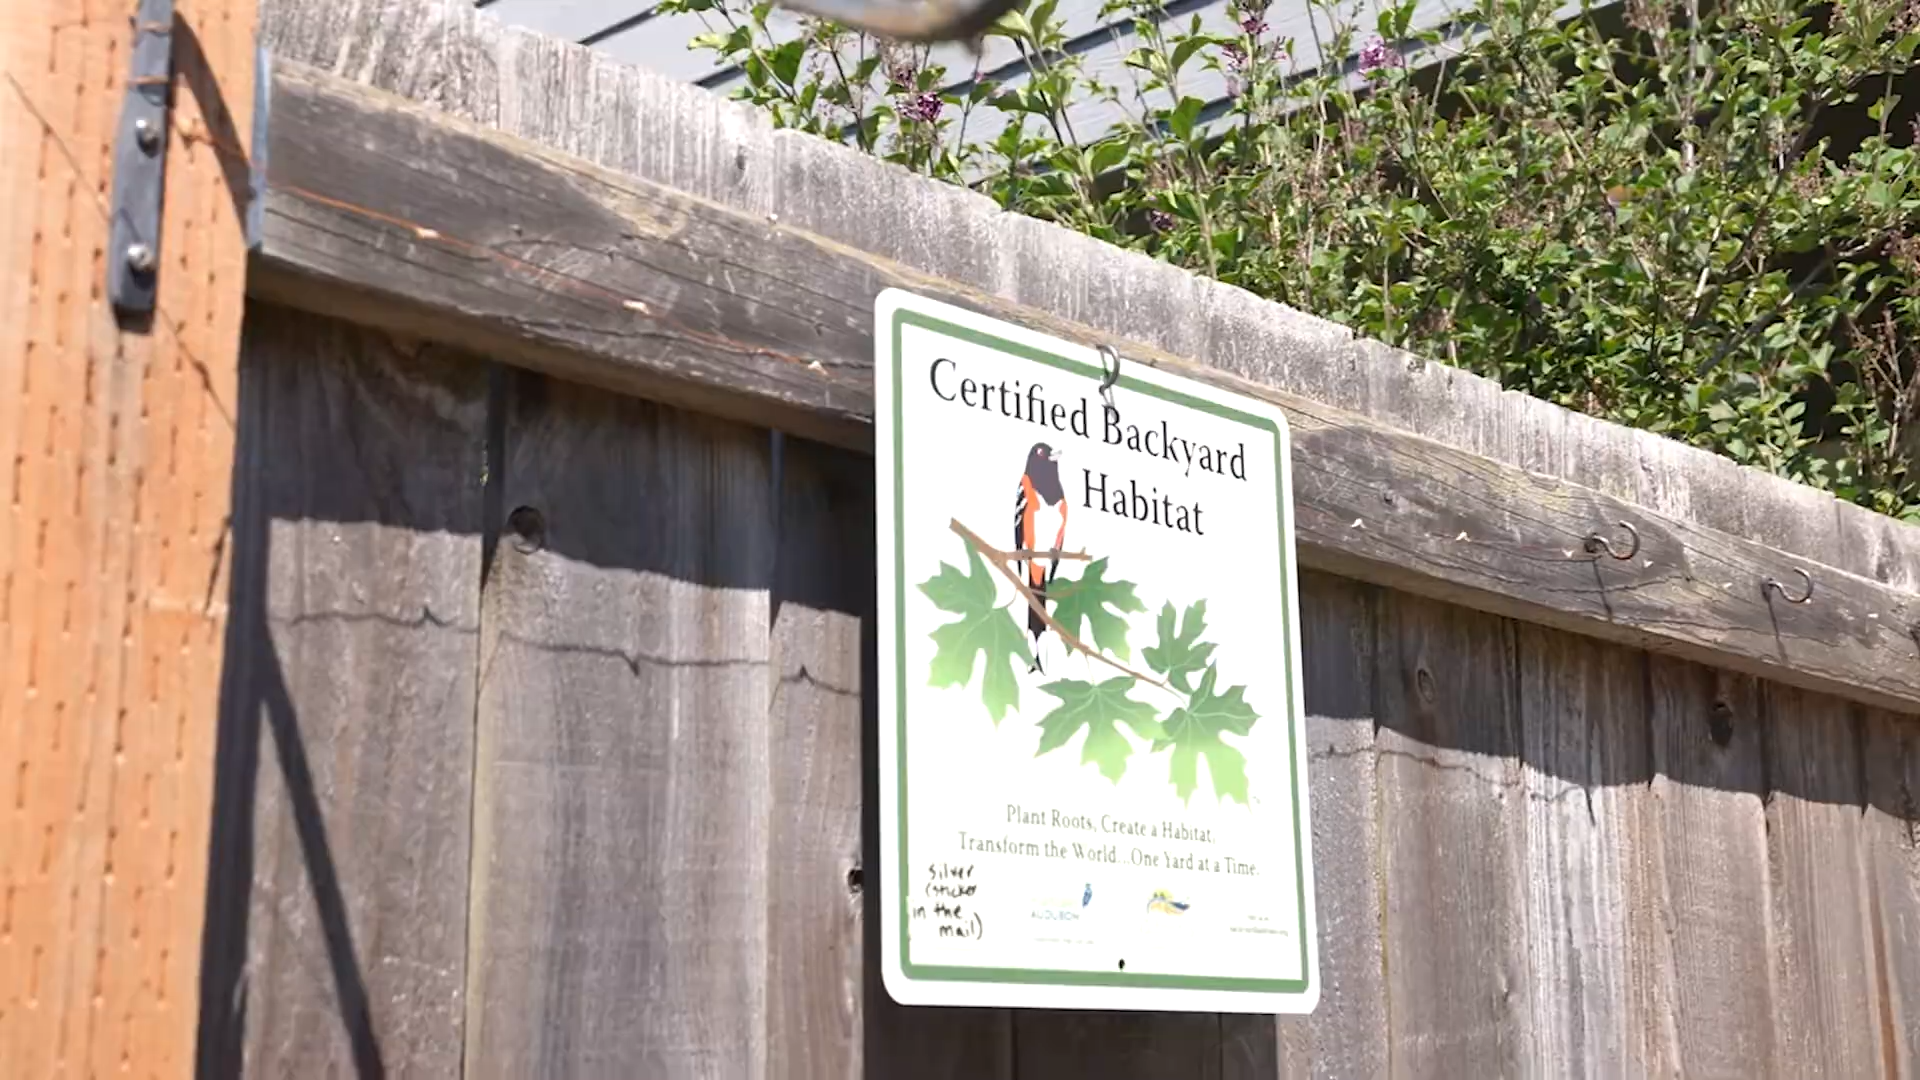 Certified Backyard
Habitat
Plant Roots, Create a Habitat,
Transform the World...One Yard at a Time.
Silver
(sticker
in the
mail)
AUDUBON